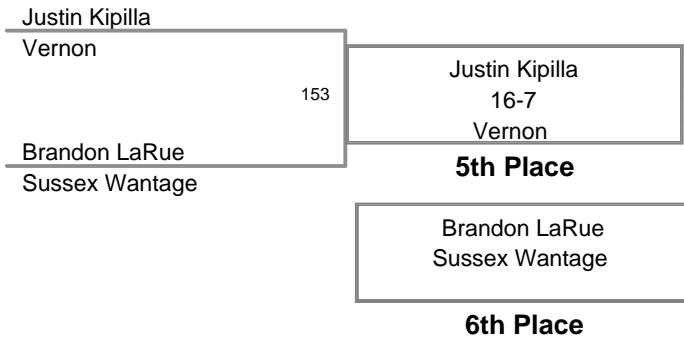 Justin Kipilla
Vernon
153
Brandon LaRue
Sussex Wantage
Justin Kipilla
16-7
Vernon
5th Place
Brandon LaRue
Sussex Wantage
6th Place